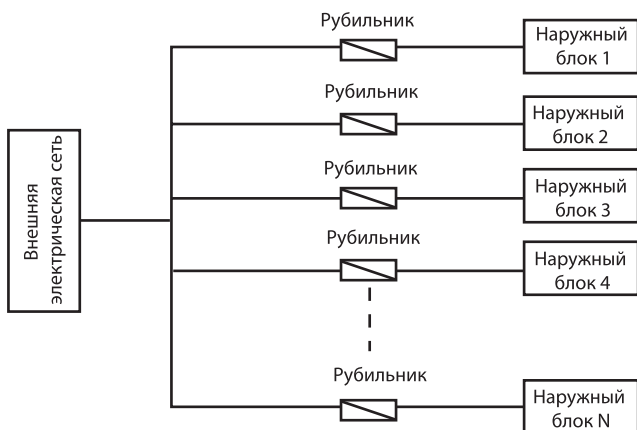 Внешняя
электрическая сеть
Рубильник
Наружный
блок 1
Рубильник
Наружный
блок 2
Рубильник
Наружный
блок 3
Рубильник
Наружный
блок 4
Рубильник
Наружный
блок N